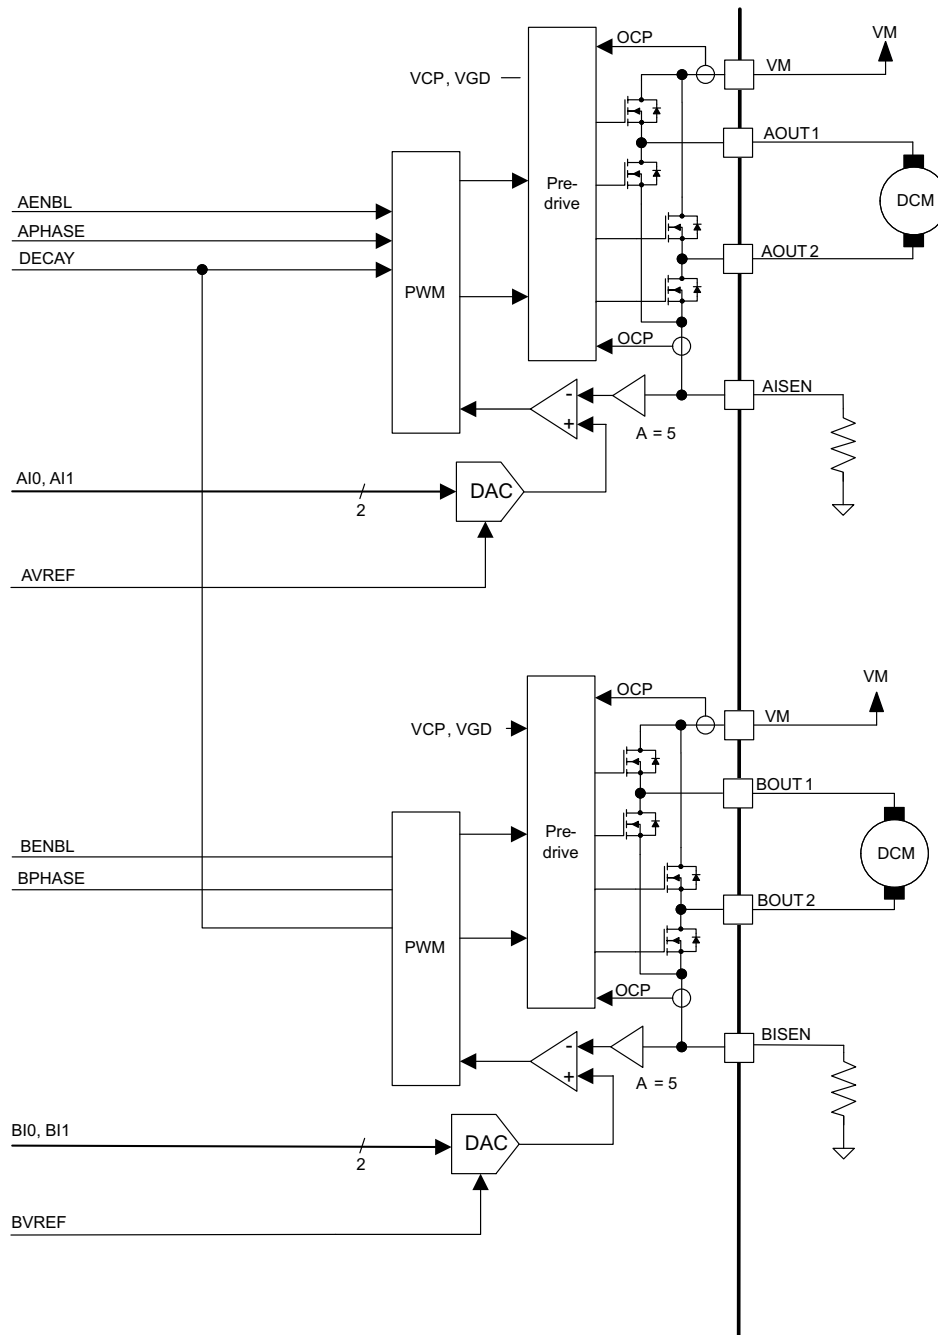 OCP
VM
VCP, VGD
VM
AOUT1
Pre-
drive
DCM
AENBL
APHASE
DECAY
PWM
AOUT2
OCP
AISEN
-
+
A = 5
AI0, AI1
2
DAC
AVREF
OCP
VM
VCP, VGD
VM
BOUT1
Pre-
drive
DCM
BENBL
BPHASE
PWM
BOUT2
OCP
BISEN
-
+
A = 5
BI0, BI1
2
DAC
BVREF